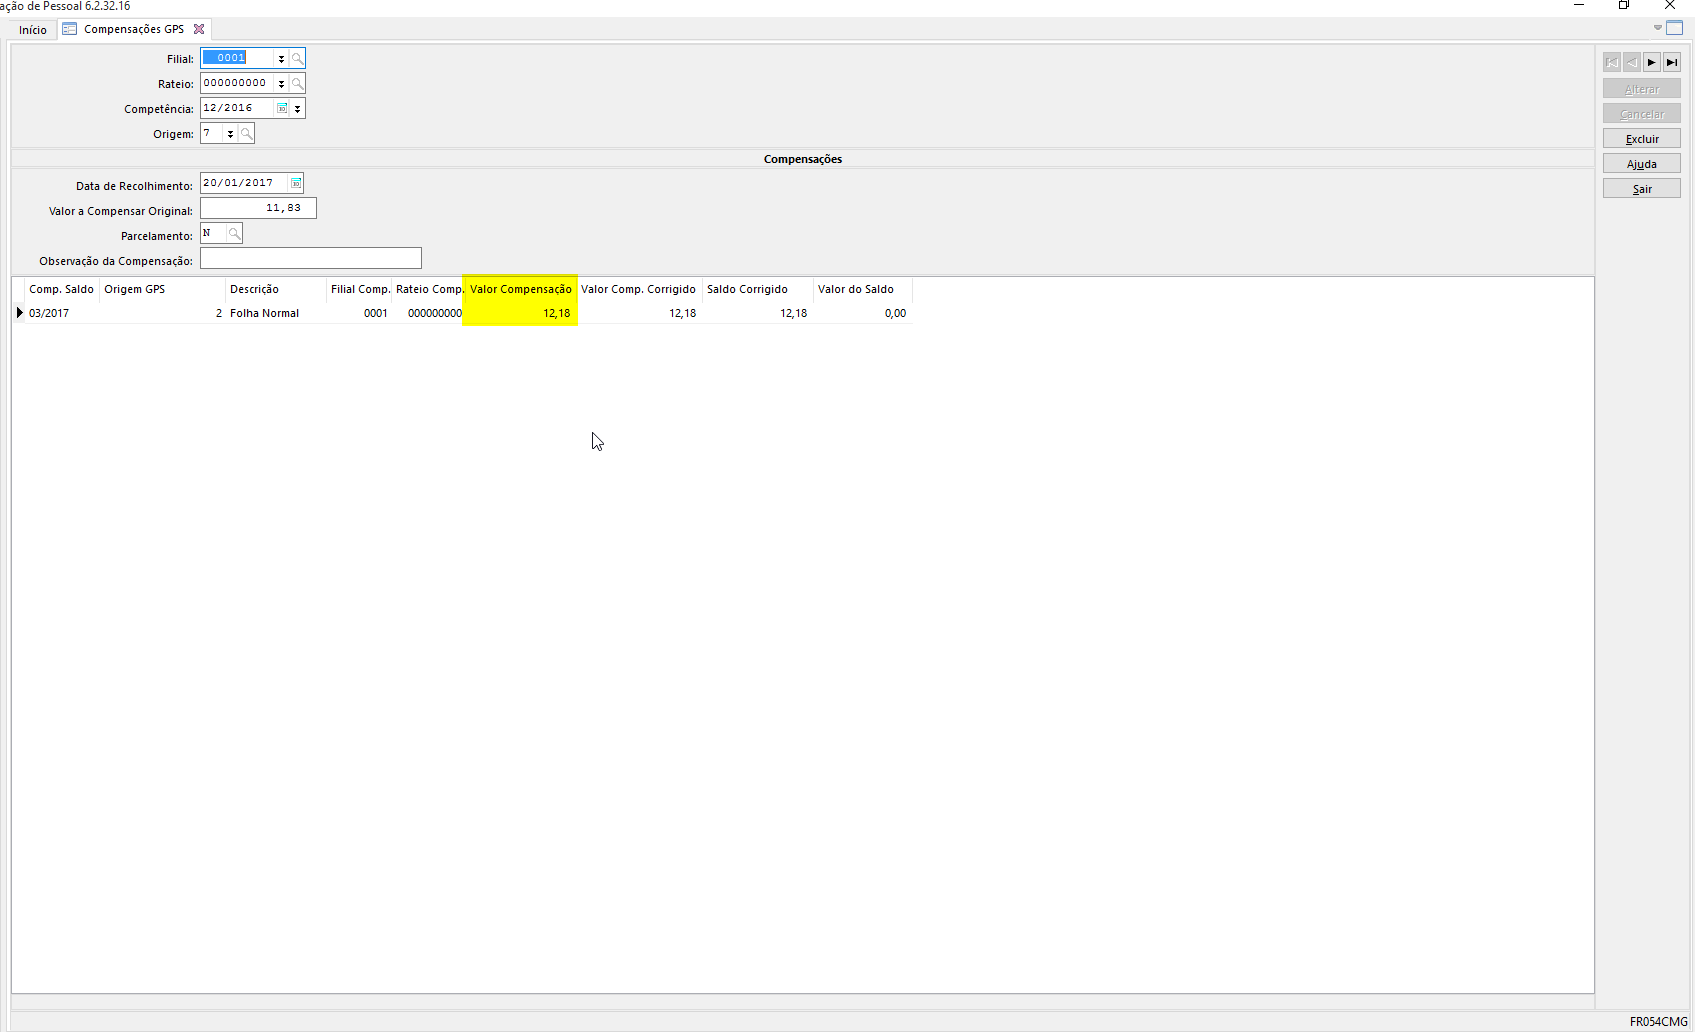 ação de Pessoal 6.2.32.16
Início
Compensações GPS
Filial: 0001
Rateio: 000000000
Competência: 12/2016
Origem: 7
Compensações
Data de Recolhimento: 20/01/2017
Valor a Compensar Original: 11,83
Parcelamento: N
Observação da Compensação:
Comp. Saldo Origem GPS Descrição Filial Comp. Rateio Comp. Valor Compensação Valor Comp. Corrigido Saldo Corrigido Valor do Saldo
03/2017 2 Folha Normal 0001 000000000 12,18 12,18 12,18 0,00
Alterar
Cancelar
Excluir
Ajuda
Sair
FR054CMG